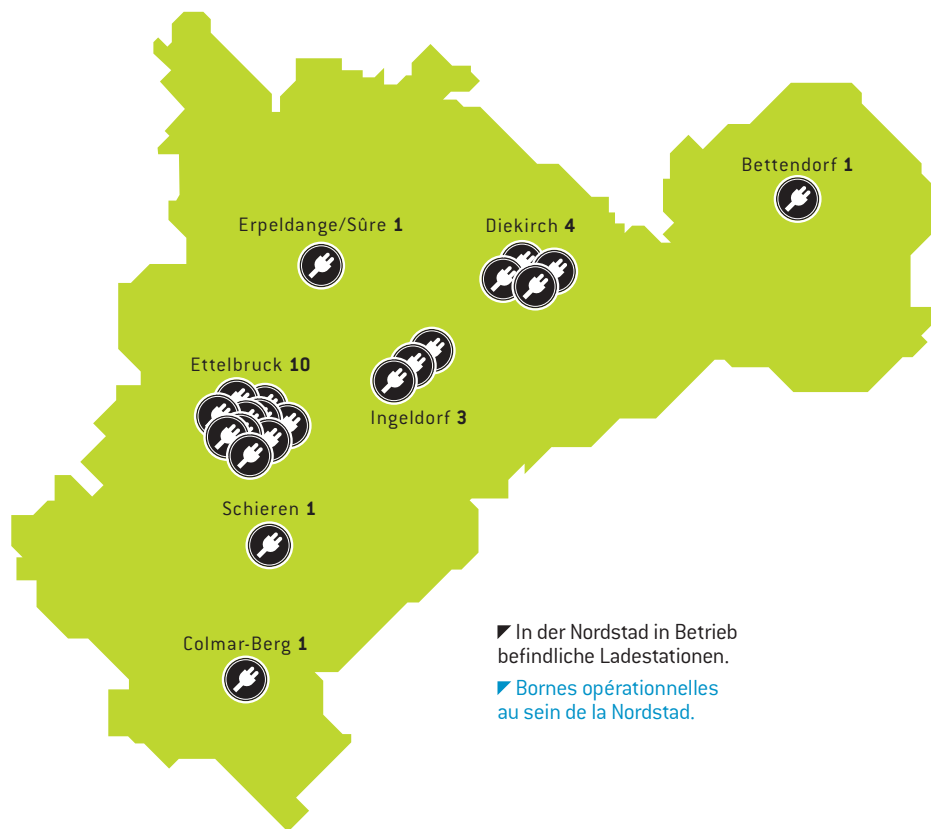 Bettendorf 1
Erpeldange/Sûre 1
Diekirch 4
Ettelbruck 10
Ingeldorf 3
Schieren 1
Colmar-Berg 1
In der Nordstad in Betrieb
befindliche Ladestationen.
Bornes opérationnelles
au sein de la Nordstad.